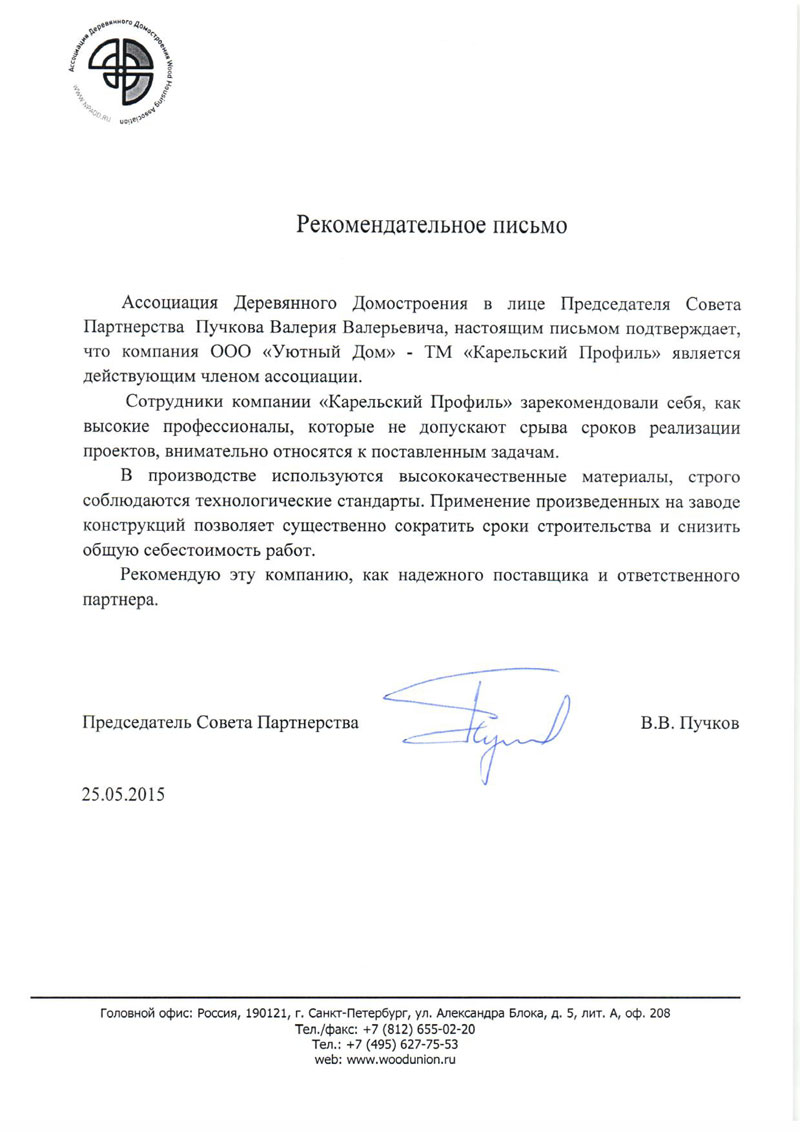 Ассоциация Деревянного Домостроения Wood Housing Association
WWW.NPADD.RU
Рекомендательное письмо
Ассоциация Деревянного Домостроения в лице Председателя Совета
Партнерства Пучкова Валерия Валерьевича, настоящим письмом подтверждает,
что компания ООО «Уютный Дом» - ТМ «Карельский Профиль» является
действующим членом ассоциации.
Сотрудники компании «Карельский Профиль» зарекомендовали себя, как
высокие профессионалы, которые не допускают срыва сроков реализации
проектов, внимательно относятся к поставленным задачам.
В производстве используются высококачественные материалы, строго
соблюдаются технологические стандарты. Применение произведенных на заводе
конструкций позволяет существенно сократить сроки строительства и снизить
общую себестоимость работ.
Рекомендую эту компанию, как надежного поставщика и ответственного
партнера.
Председатель Совета Партнерства В.В. Пучков
25.05.2015
Головной офис: Россия, 190121, г. Санкт-Петербург, ул. Александра Блока, д. 5, лит. А, оф. 208
Тел./факс: +7 (812) 655-02-20
Тел.: +7 (495) 627-75-53
web: www.woodunion.ru